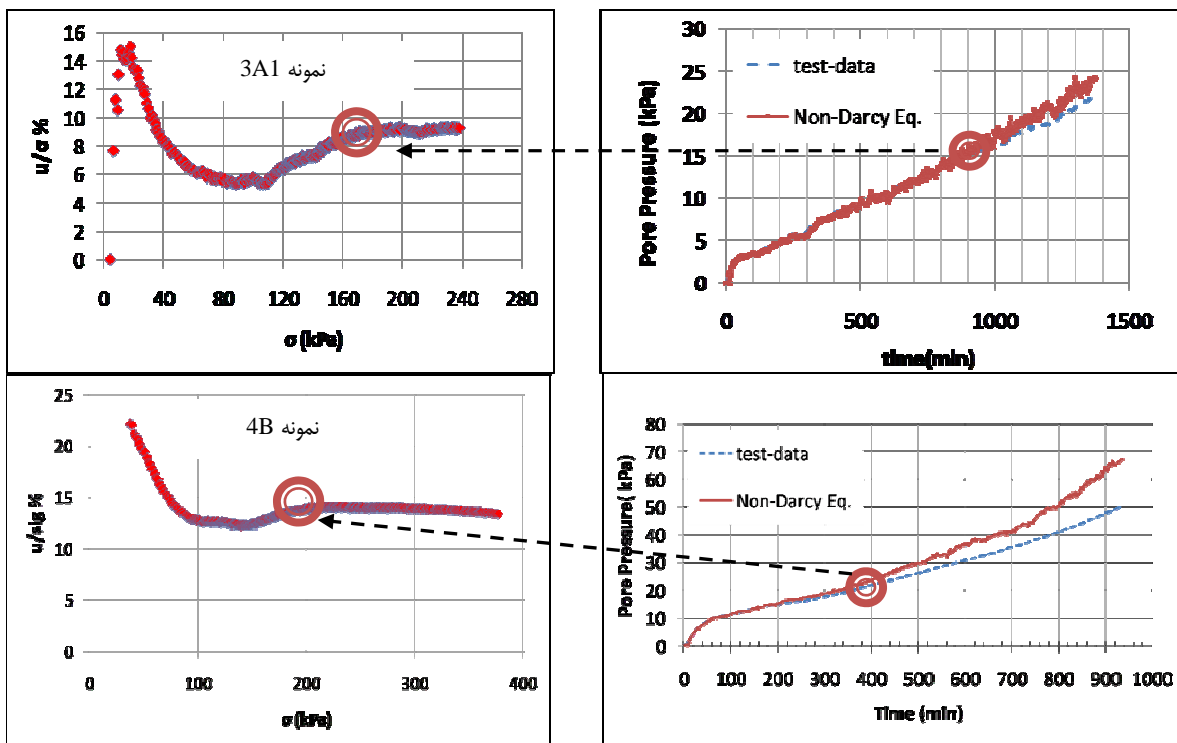 16
14
12
10
8
6
4
2
0
u/σ %
نمونه 3A1
0 40 80 120 160 200 240 280
σ (kPa)
30
25
20
15
10
5
0
Pore Pressure (kPa)
test-data
Non-Darcy Eq.
0 500 1000 1500
time(min)
25
20
15
10
5
0
u/sig %
نمونه 4B
0 100 200 300 400
σ (kPa)
80
70
60
50
40
30
20
10
0
Pore Pressure( kPa)
test-data
Non-Darcy Eq.
0 100 200 300 400 500 600 700 800 900 1000
Time (min)